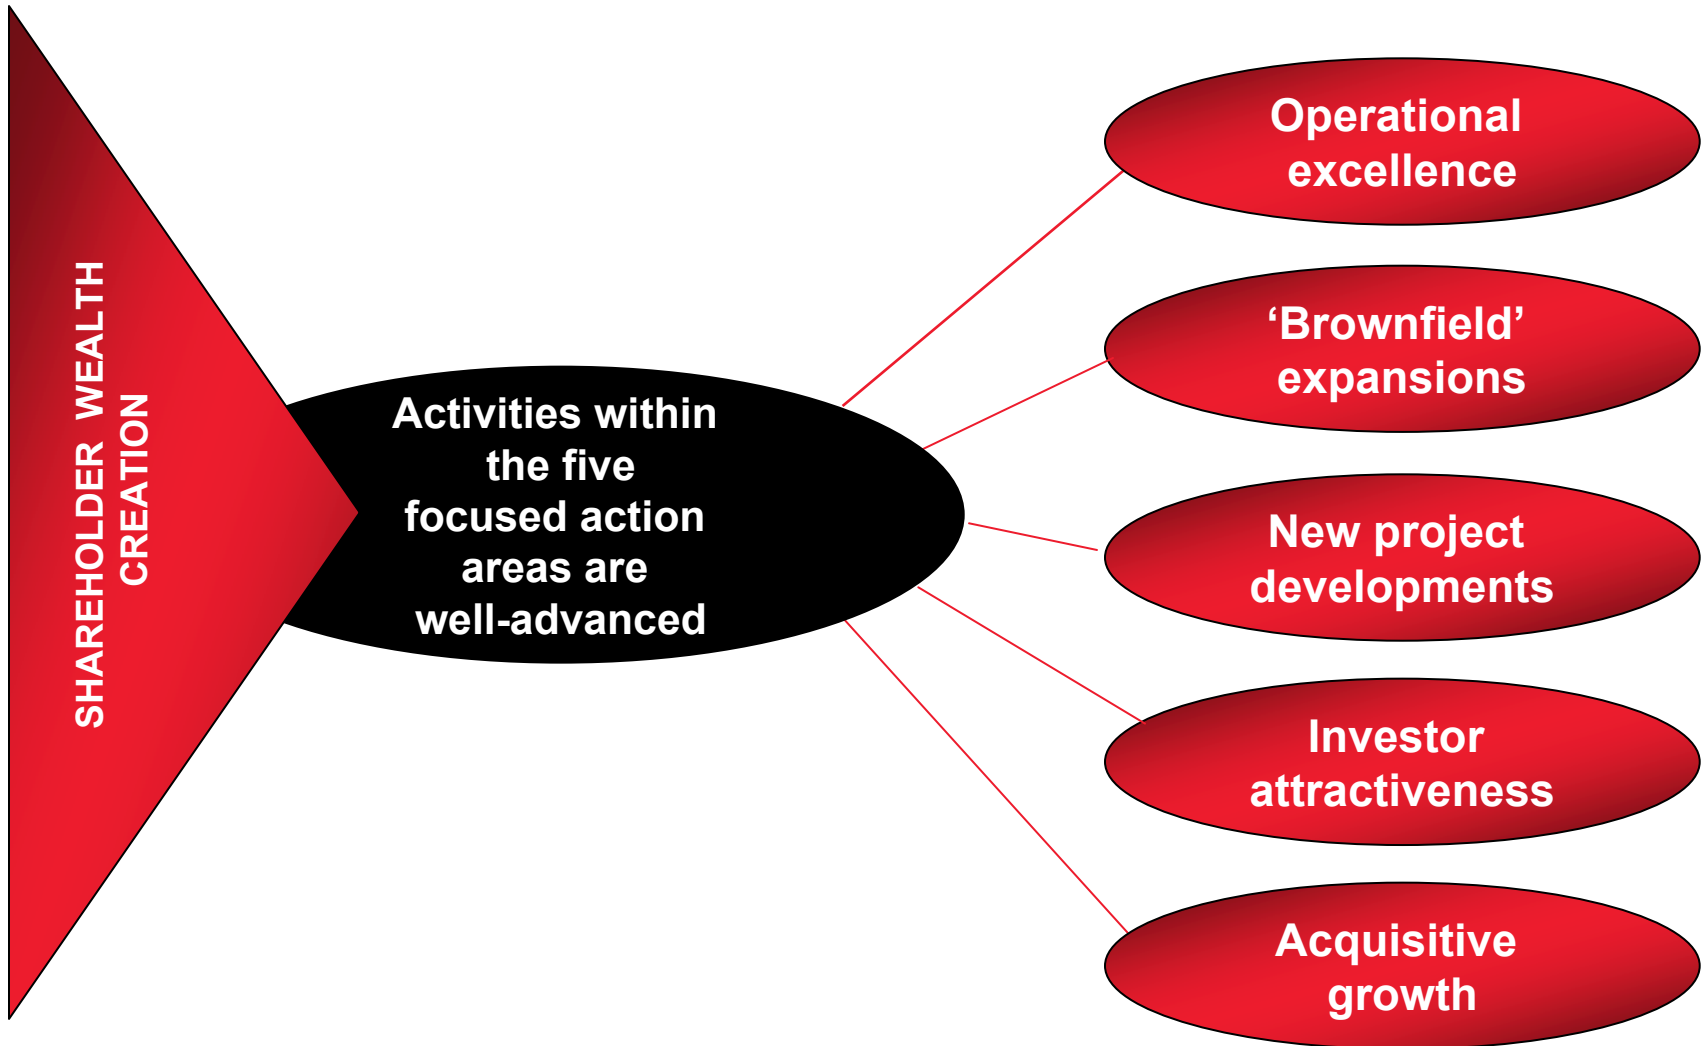 SHAREHOLDER WEALTH
CREATION
Activities within
the five
focused action
areas are
well-advanced
Operational
excellence
‘Brownfield’
expansions
New project
developments
Investor
attractiveness
Acquisitive
growth